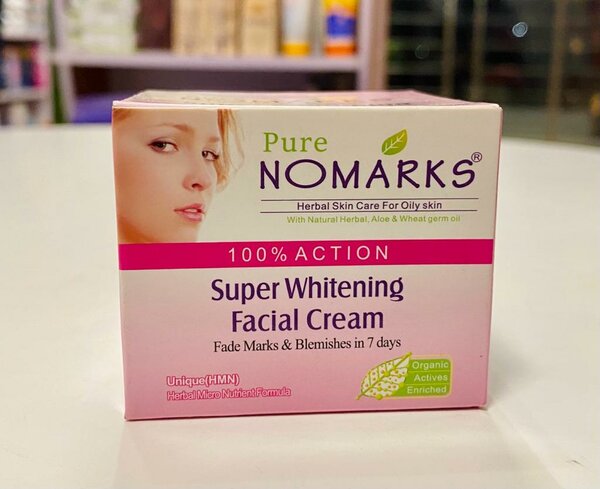 Pure
NOMARKS®
Herbal Skin Care For Oily skin
With Natural Herbal, Aloe & Wheat germ oil
100% ACTION
Super Whitening
Facial Cream
Fade Marks & Blemishes in 7 days
Unique(HMN)
Herbal Micro Nutrient Formula
Organic
Actives
Enriched